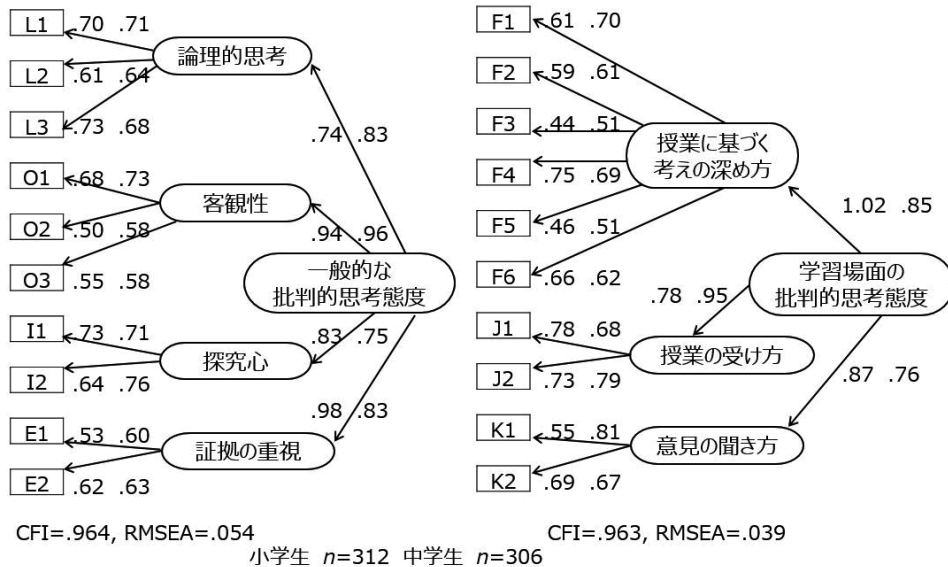 L1 .70 .71
L2 .61 .64
L3 .73 .68
論理的思考
.74 .83
O1 .68 .73
O2 .50 .58
O3 .55 .58
客観性
.94 .96
一般的な
批判的思考態度
I1 .73 .71
I2 .64 .76
探究心
.83 .75
E1 .53 .60
E2 .62 .63
証拠の重視
.98 .83
CFI=.964, RMSEA=.054
F1 .61 .70
F2 .59 .61
F3 .44 .51
F4 .75 .69
F5 .46 .51
F6 .66 .62
授業に基づく
考えの深め方
1.02 .85
学習場面の
批判的思考態度
J1 .78 .68
J2 .73 .79
授業の受け方
.78 .95
K1 .55 .81
K2 .69 .67
意見の聞き方
.87 .76
CFI=.963, RMSEA=.039
小学生 n=312 中学生 n=306